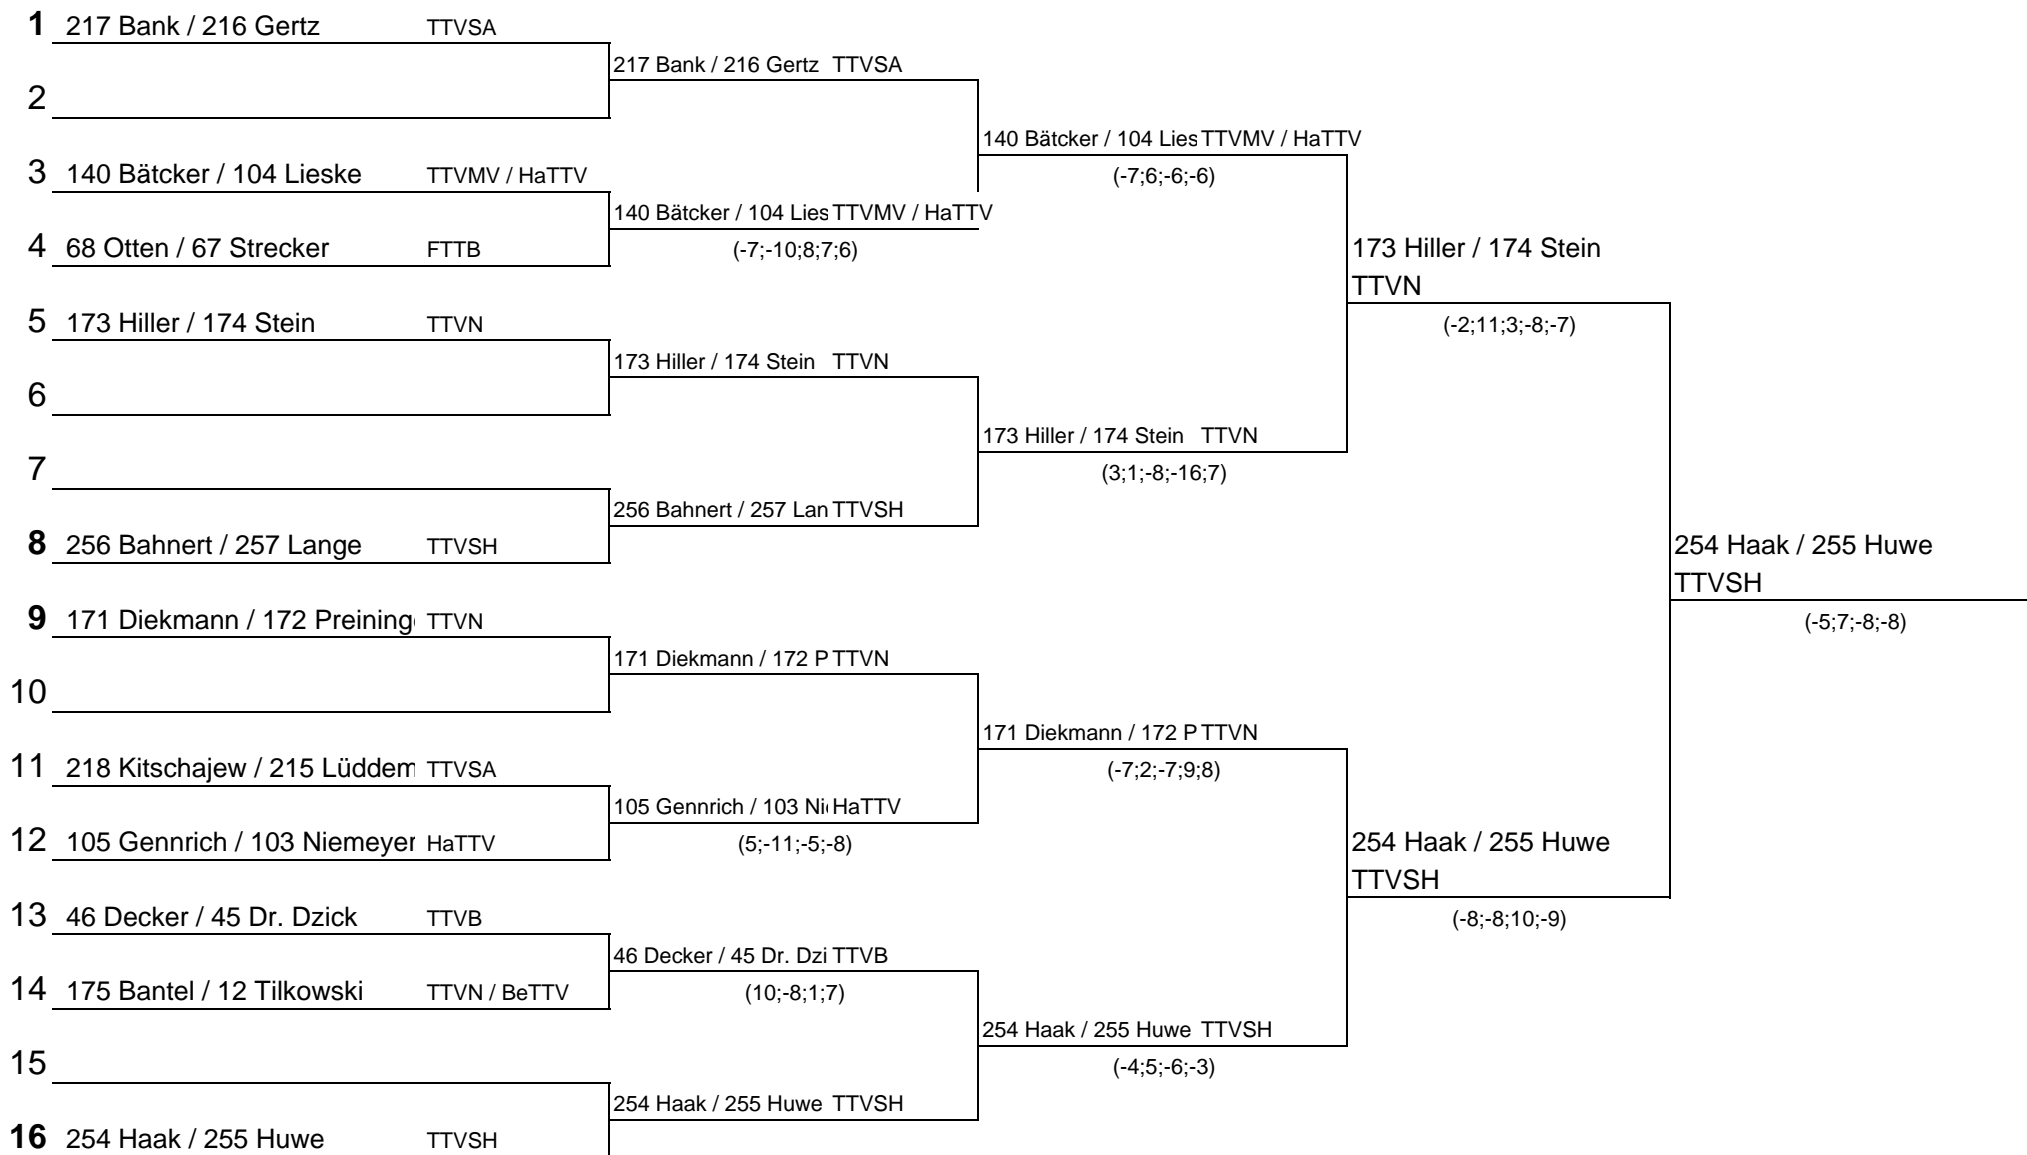 1 217 Bank / 216 Gertz TTVSA
217 Bank / 216 Gertz TTVSA
2
140 Bätcker / 104 Lies TTVMV / HaTTV
(-7;6;-6;-6)
3 140 Bätcker / 104 Lieske TTVMV / HaTTV
140 Bätcker / 104 Lies TTVMV / HaTTV
(-7;-10;8;7;6)
4 68 Otten / 67 Strecker FTTB
173 Hiller / 174 Stein
TTVN
(-2;11;3;-8;-7)
5 173 Hiller / 174 Stein TTVN
173 Hiller / 174 Stein TTVN
6
173 Hiller / 174 Stein TTVN
(3;1;-8;-16;7)
7
256 Bahnert / 257 Lan TTVSH
8 256 Bahnert / 257 Lange TTVSH
254 Haak / 255 Huwe
TTVSH
(-5;7;-8;-8)
9 171 Diekmann / 172 Preining TTVN
171 Diekmann / 172 P TTVN
10
171 Diekmann / 172 P TTVN
(-7;2;-7;9;8)
11 218 Kitschajew / 215 Lüddem TTVSA
105 Gennrich / 103 Ni HaTTV
(5;-11;-5;-8)
12 105 Gennrich / 103 Niemeyer HaTTV
254 Haak / 255 Huwe
TTVSH
(-8;-8;10;-9)
13 46 Decker / 45 Dr. Dzick TTVB
46 Decker / 45 Dr. Dzi TTVB
(10;-8;1;7)
14 175 Bantel / 12 Tilkowski TTVN / BeTTV
254 Haak / 255 Huwe TTVSH
(-4;5;-6;-3)
15
254 Haak / 255 Huwe TTVSH
16 254 Haak / 255 Huwe TTVSH